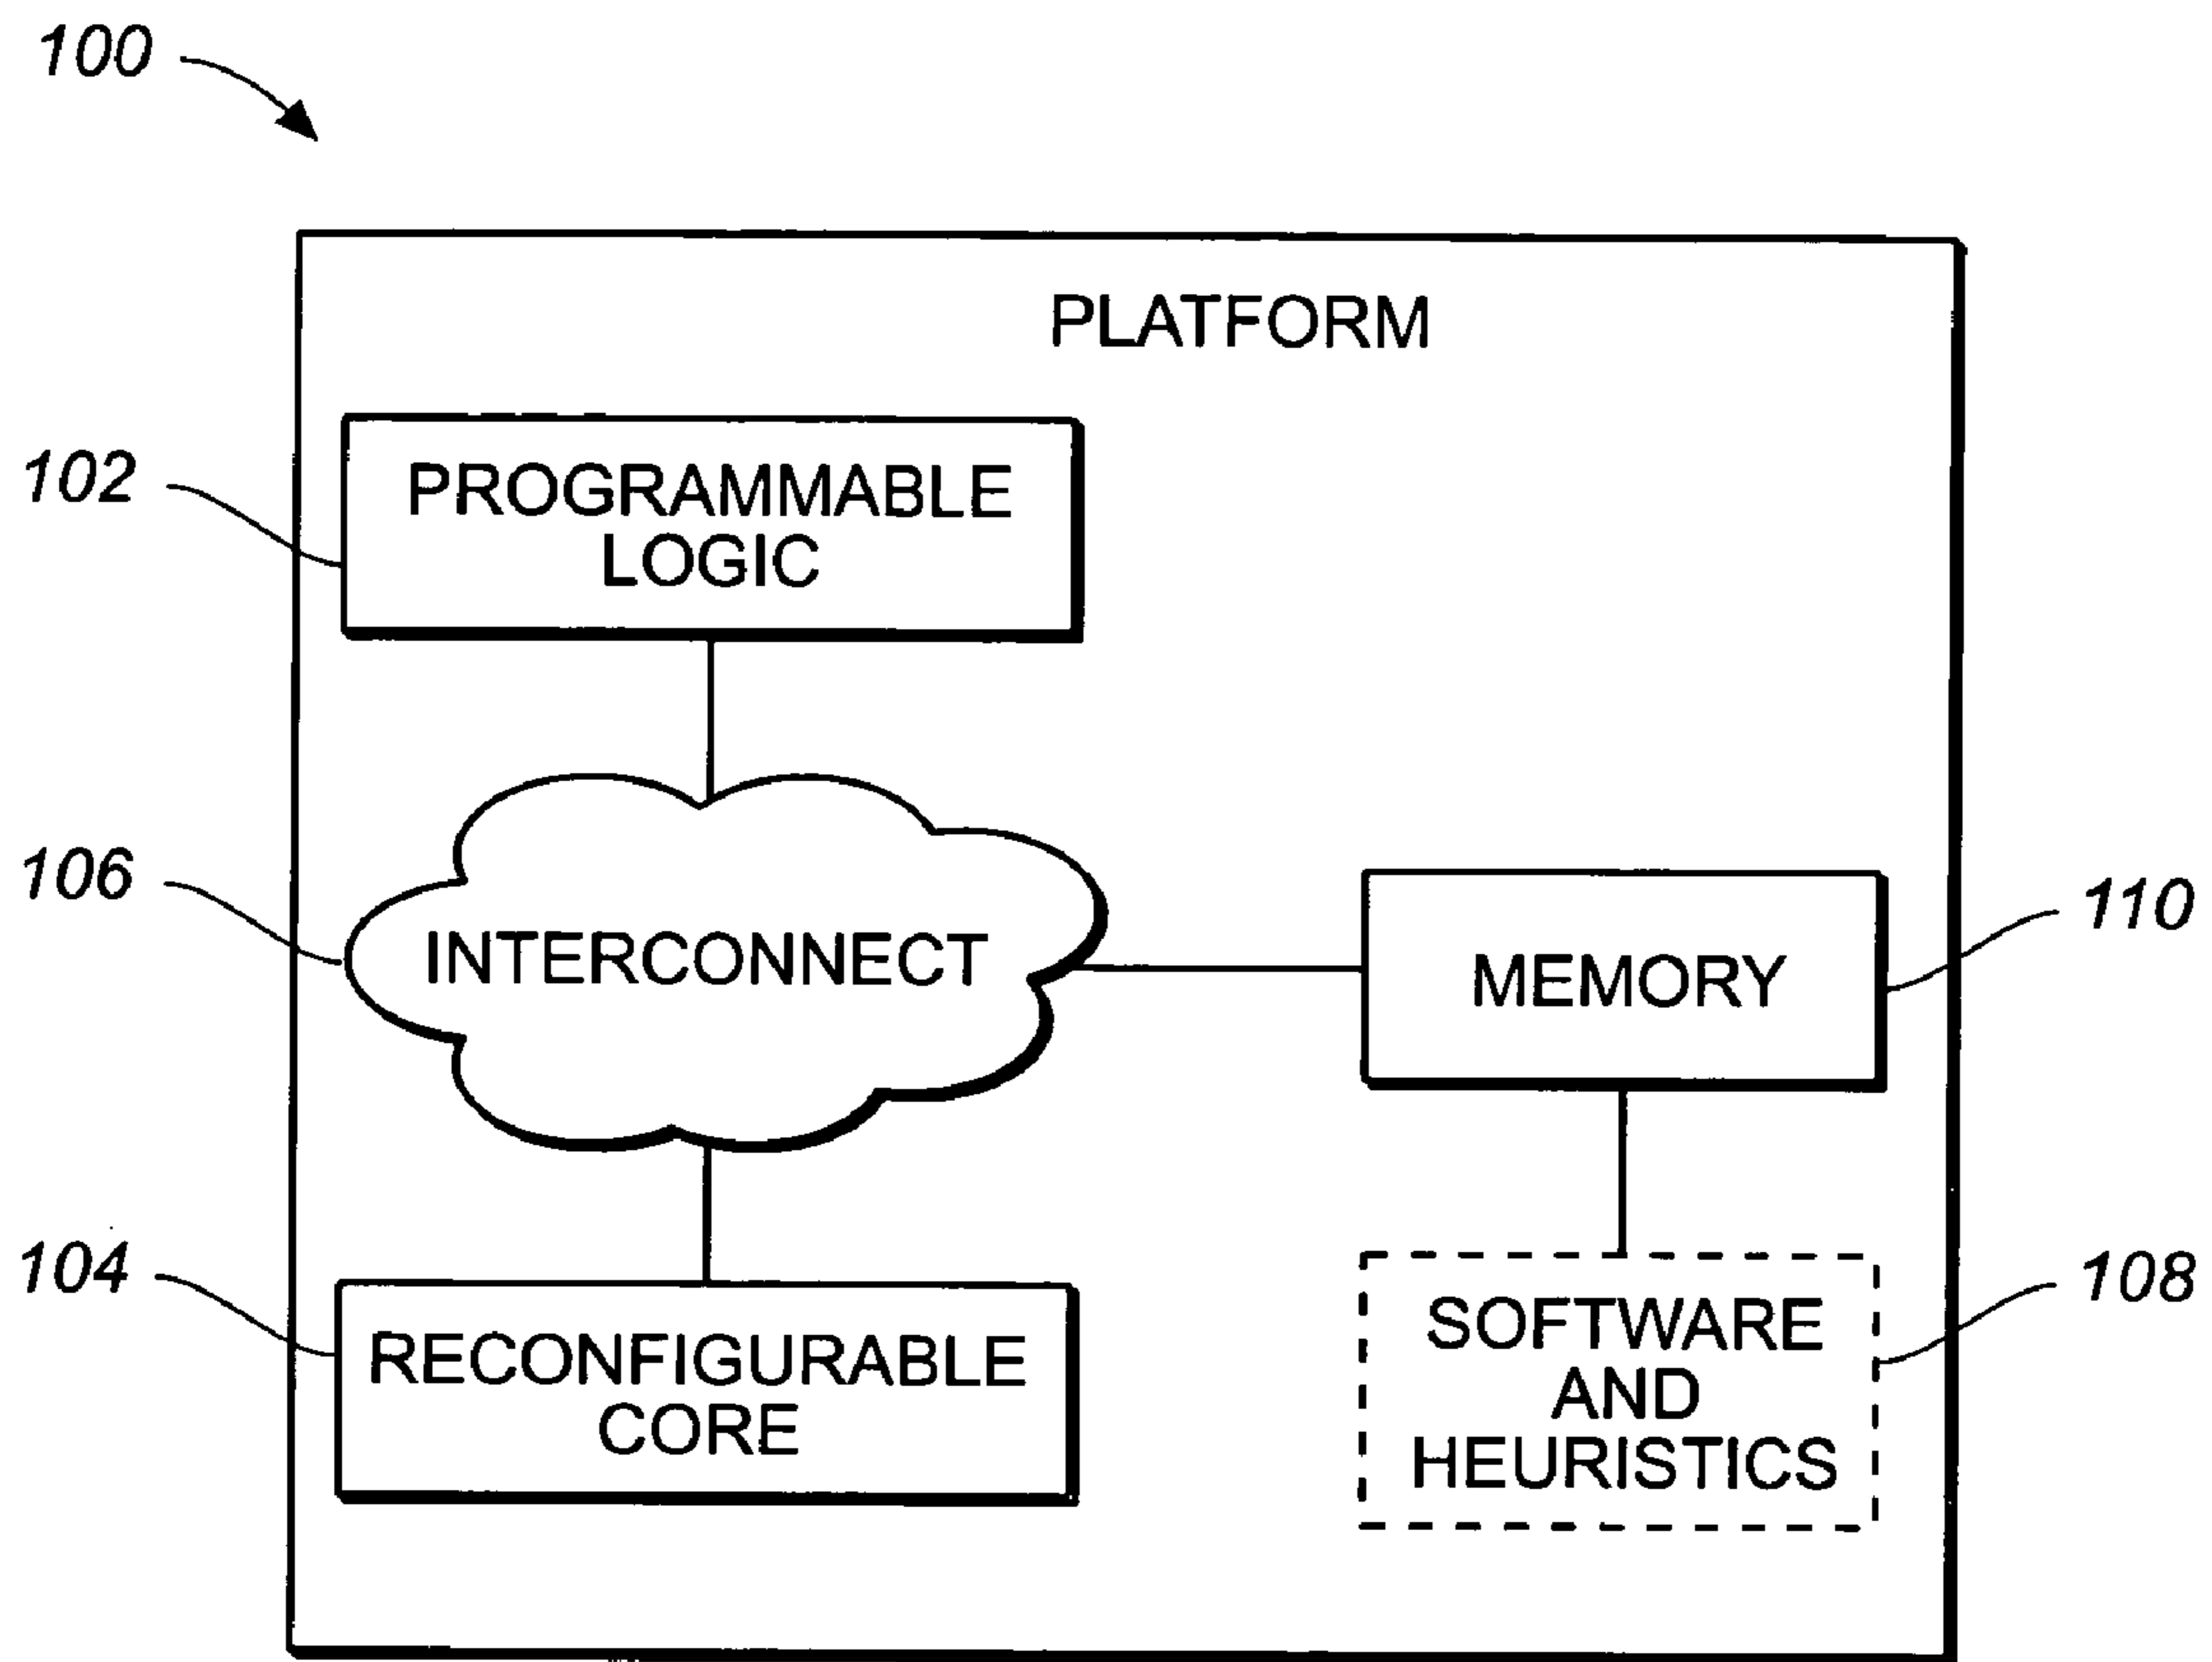 100
PLATFORM
102
PROGRAMMABLE
LOGIC
106
INTERCONNECT
MEMORY
110
104
RECONFIGURABLE
CORE
SOFTWARE
AND
HEURISTICS
108